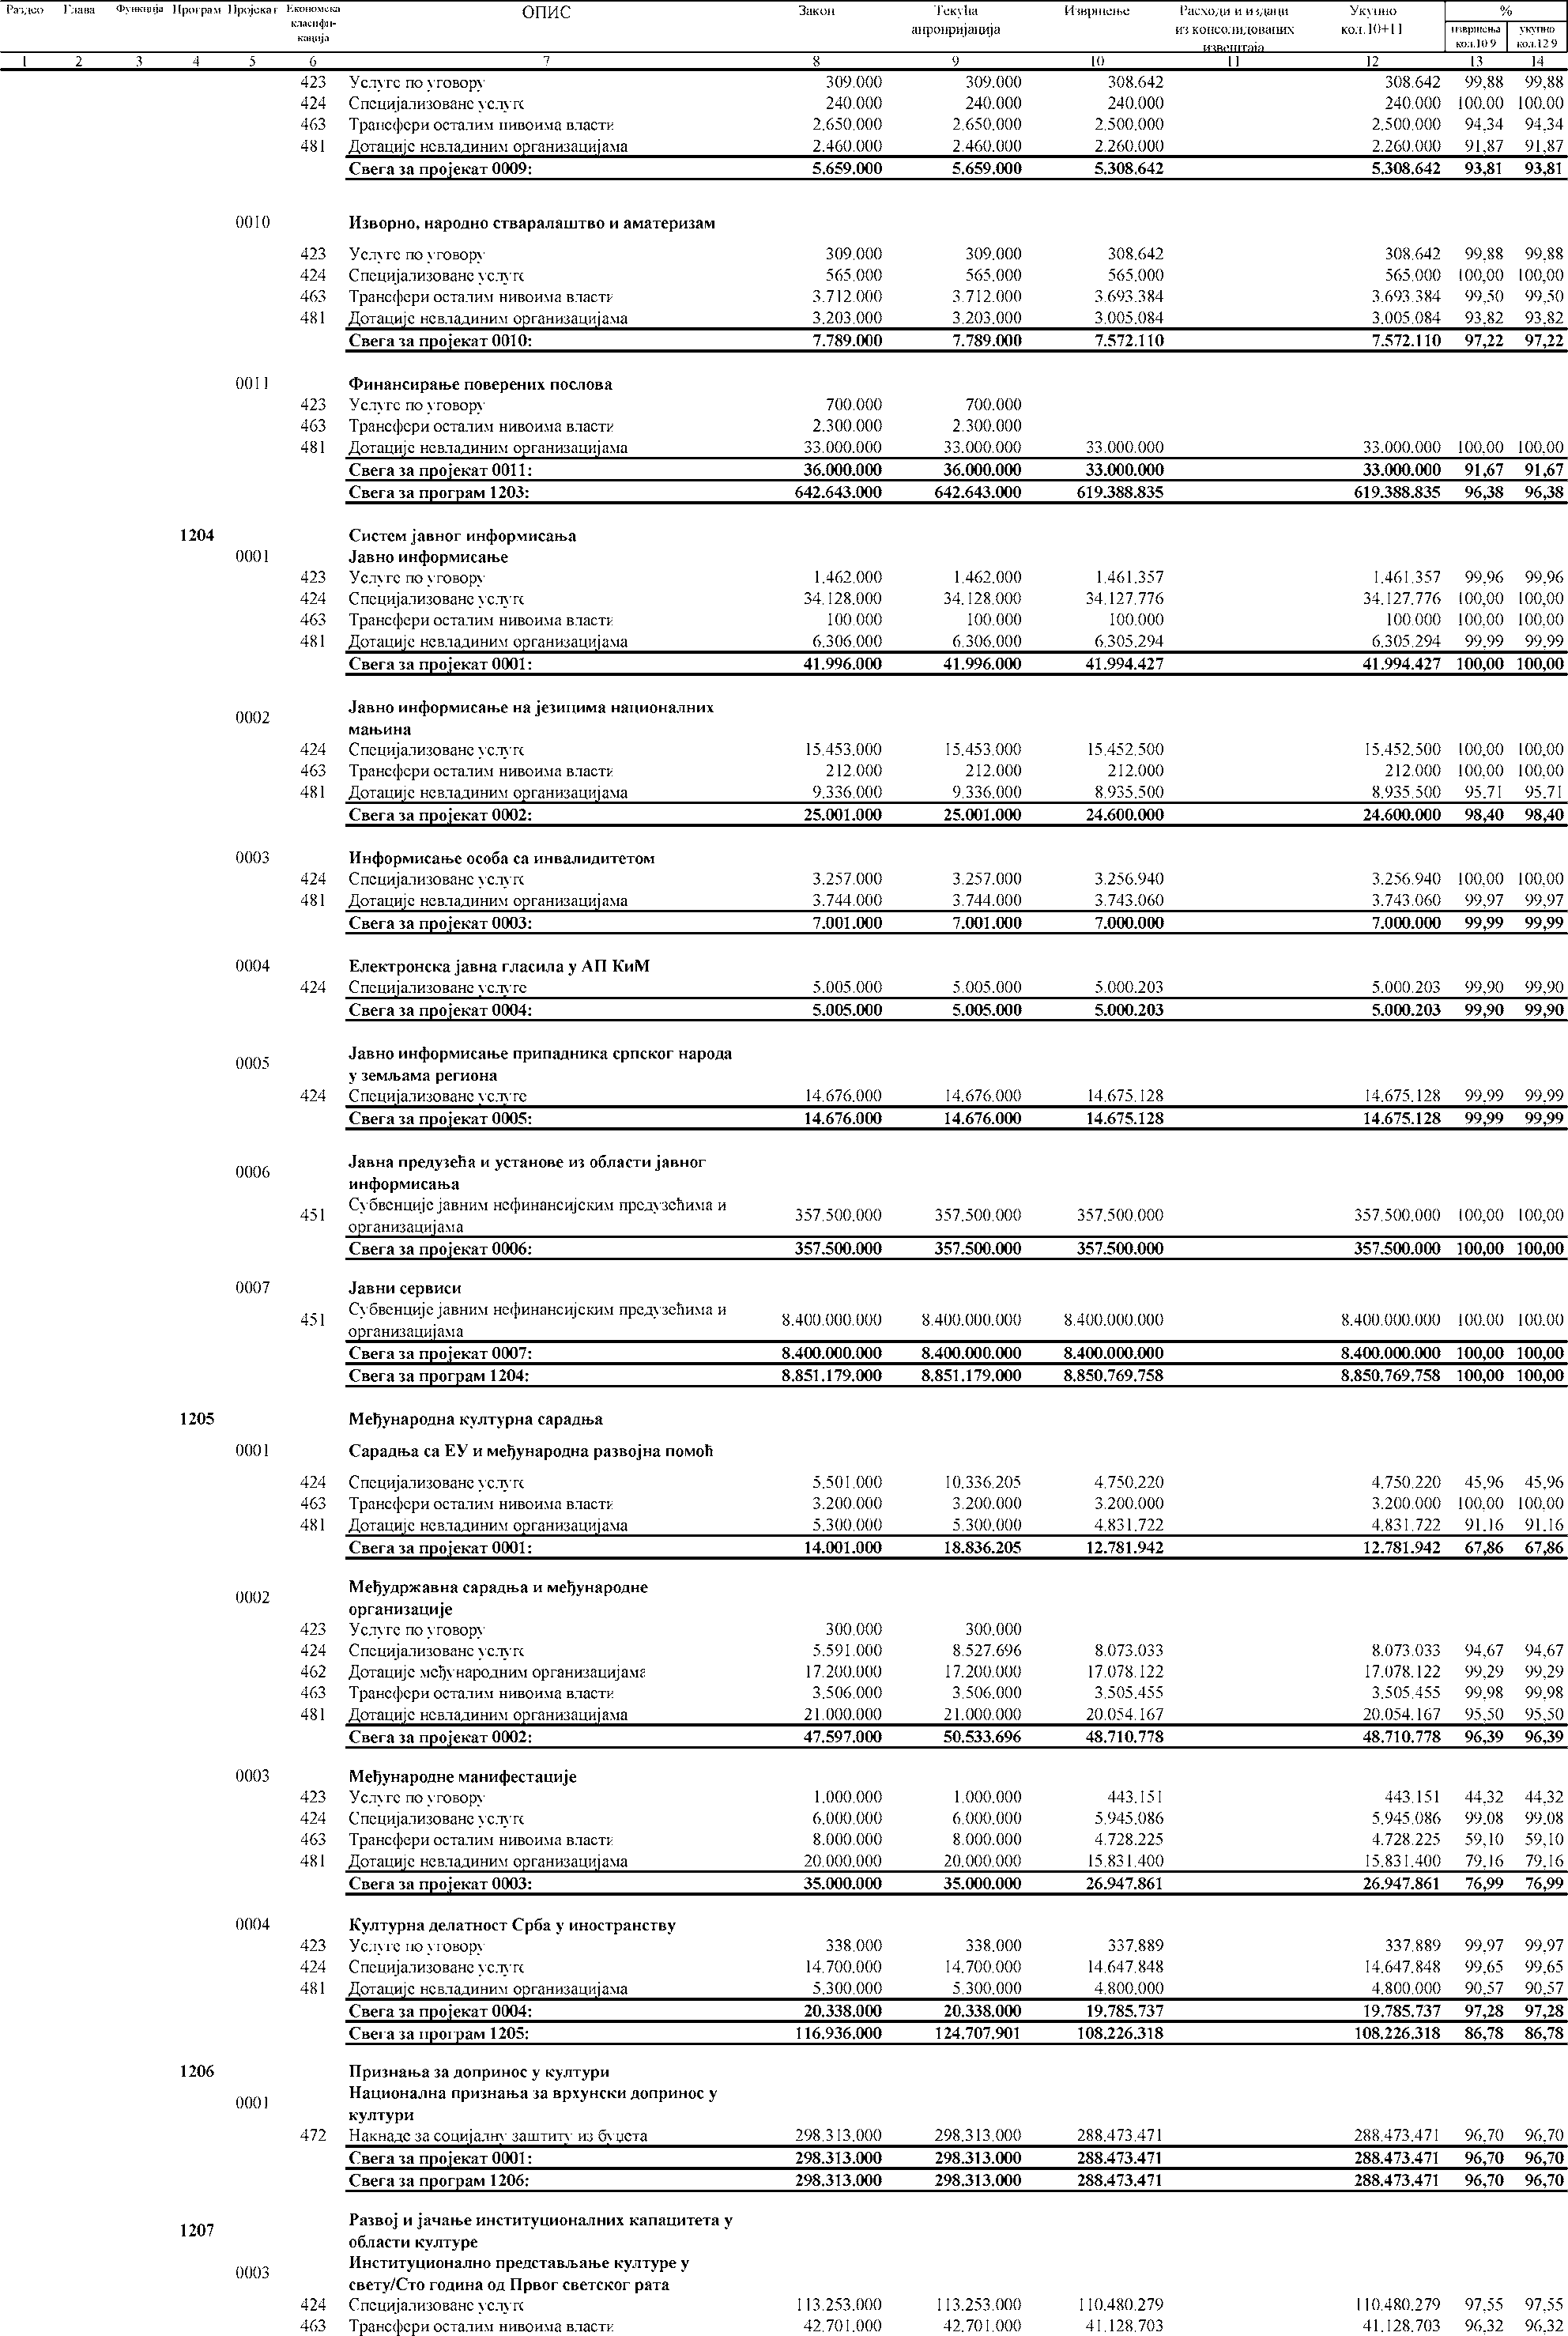 Раздео Глава Функција Програм Пројекат Економска класифи-кација ОПИС Закон Текућа апропријација Извршење Расходи и издаци из консолидованих извештаја Укупно кол.10+11 %
извршења кол.10/9 укупно кол.12/9
1 2 3 4 5 6 7 8 9 10 11 12 13 14
423 Услуге по уговору 309.000 309.000 308.642 308.642 99,88 99,88
424 Специјализоване услуге 240.000 240.000 240.000 240.000 100,00 100,00
463 Трансфери осталим нивоима власти 2.650.000 2.650.000 2.500.000 2.500.000 94,34 94,34
481 Дотације невладиним организацијама 2.460.000 2.460.000 2.260.000 2.260.000 91,87 91,87
Свега за пројекат 0009: 5.659.000 5.659.000 5.308.642 5.308.642 93,81 93,81
0010 Изворно, народно стваралаштво и аматеризам
423 Услуге по уговору 309.000 309.000 308.642 308.642 99,88 99,88
424 Специјализоване услуге 565.000 565.000 565.000 565.000 100,00 100,00
463 Трансфери осталим нивоима власти 3.712.000 3.712.000 3.693.384 3.693.384 99,50 99,50
481 Дотације невладиним организацијама 3.203.000 3.203.000 3.005.084 3.005.084 93,82 93,82
Свега за пројекат 0010: 7.789.000 7.789.000 7.572.110 7.572.110 97,22 97,22
0011 Финансирање поверених послова
423 Услуге по уговору 700.000 700.000
463 Трансфери осталим нивоима власти 2.300.000 2.300.000
481 Дотације невладиним организацијама 33.000.000 33.000.000 33.000.000 33.000.000 100,00 100,00
Свега за пројекат 0011: 36.000.000 36.000.000 33.000.000 33.000.000 91,67 91,67
Свега за програм 1203: 642.643.000 642.643.000 619.388.835 619.388.835 96,38 96,38
1204 Систем јавног информисања
0001 Јавно информисање
423 Услуге по уговору 1.462.000 1.462.000 1.461.357 1.461.357 99,96 99,96
424 Специјализоване услуге 34.128.000 34.128.000 34.127.776 34.127.776 100,00 100,00
463 Трансфери осталим нивоима власти 100.000 100.000 100.000 100.000 100,00 100,00
481 Дотације невладиним организацијама 6.306.000 6.306.000 6.305.294 6.305.294 99,99 99,99
Свега за пројекат 0001: 41.996.000 41.996.000 41.994.427 41.994.427 100,00 100,00
0002 Јавно информисање на језицима националних
мањина
424 Специјализоване услуге 15.453.000 15.453.000 15.452.500 15.452.500 100,00 100,00
463 Трансфери осталим нивоима власти 212.000 212.000 212.000 212.000 100,00 100,00
481 Дотације невладиним организацијама 9.336.000 9.336.000 8.935.500 8.935.500 95,71 95,71
Свега за пројекат 0002: 25.001.000 25.001.000 24.600.000 24.600.000 98,40 98,40
0003 Информисање особа са инвалидитетом
424 Специјализоване услуге 3.257.000 3.257.000 3.256.940 3.256.940 100,00 100,00
481 Дотације невладиним организацијама 3.744.000 3.744.000 3.743.060 3.743.060 99,97 99,97
Свега за пројекат 0003: 7.001.000 7.001.000 7.000.000 7.000.000 99,99 99,99
0004 Електронска јавна гласила у АП КиМ
424 Специјализоване услуге 5.005.000 5.005.000 5.000.203 5.000.203 99,90 99,90
Свега за пројекат 0004: 5.005.000 5.005.000 5.000.203 5.000.203 99,90 99,90
0005 Јавно информисање припадника српског народа
у земљама региона
424 Специјализоване услуге 14.676.000 14.676.000 14.675.128 14.675.128 99,99 99,99
Свега за пројекат 0005: 14.676.000 14.676.000 14.675.128 14.675.128 99,99 99,99
0006 Јавна предузећа и установе из области јавног
информисања
451 Субвенције јавним нефинансијским предузећима и
организацијама 357.500.000 357.500.000 357.500.000 357.500.000 100,00 100,00
Свега за пројекат 0006: 357.500.000 357.500.000 357.500.000 357.500.000 100,00 100,00
0007 Јавни сервиси
451 Субвенције јавним нефинансијским предузећима и
организацијама 8.400.000.000 8.400.000.000 8.400.000.000 8.400.000.000 100,00 100,00
Свега за пројекат 0007: 8.400.000.000 8.400.000.000 8.400.000.000 8.400.000.000 100,00 100,00
Свега за програм 1204: 8.851.179.000 8.851.179.000 8.850.769.758 8.850.769.758 100,00 100,00
1205 Међународна културна сарадња
0001 Сарадња са ЕУ и међународна развојна помоћ
424 Специјализоване услуге 5.501.000 10.336.205 4.750.220 4.750.220 45,96 45,96
463 Трансфери осталим нивоима власти 3.200.000 3.200.000 3.200.000 3.200.000 100,00 100,00
481 Дотације невладиним организацијама 5.300.000 5.300.000 4.831.722 4.831.722 91,16 91,16
Свега за пројекат 0001: 14.001.000 18.836.205 12.781.942 12.781.942 67,86 67,86
0002 Међудржавна сарадња и међународне
организације
423 Услуге по уговору 300.000 300.000
424 Специјализоване услуге 5.591.000 8.527.696 8.073.033 8.073.033 94,67 94,67
462 Дотације међународним организацијама 17.200.000 17.200.000 17.078.122 17.078.122 99,29 99,29
463 Трансфери осталим нивоима власти 3.506.000 3.506.000 3.505.455 3.505.455 99,98 99,98
481 Дотације невладиним организацијама 21.000.000 21.000.000 20.054.167 20.054.167 95,50 95,50
Свега за пројекат 0002: 47.597.000 50.533.696 48.710.778 48.710.778 96,39 96,39
0003 Међународне манифестације
423 Услуге по уговору 1.000.000 1.000.000 443.151 443.151 44,32 44,32
424 Специјализоване услуге 6.000.000 6.000.000 5.945.086 5.945.086 99,08 99,08
463 Трансфери осталим нивоима власти 8.000.000 8.000.000 4.728.225 4.728.225 59,10 59,10
481 Дотације невладиним организацијама 20.000.000 20.000.000 15.831.400 15.831.400 79,16 79,16
Свега за пројекат 0003: 35.000.000 35.000.000 26.947.861 26.947.861 76,99 76,99
0004 Културна делатност Срба у иностранству
423 Услуге по уговору 338.000 338.000 337.889 337.889 99,97 99,97
424 Специјализоване услуге 14.700.000 14.700.000 14.647.848 14.647.848 99,65 99,65
481 Дотације невладиним организацијама 5.300.000 5.300.000 4.800.000 4.800.000 90,57 90,57
Свега за пројекат 0004: 20.338.000 20.338.000 19.785.737 19.785.737 97,28 97,28
Свега за програм 1205: 116.936.000 124.707.901 108.226.318 108.226.318 86,78 86,78
1206 Признања за допринос у култури
0001 Национална признања за врхунски допринос у
култури
472 Накнаде за социјалну заштиту из буџета 298.313.000 298.313.000 288.473.471 288.473.471 96,70 96,70
Свега за пројекат 0001: 298.313.000 298.313.000 288.473.471 288.473.471 96,70 96,70
Свега за програм 1206: 298.313.000 298.313.000 288.473.471 288.473.471 96,70 96,70
1207 Развој и јачање институционалних капацитета у
области културе
0003 Институционално представљање културе у
свету/Сто година од Првог светског рата
424 Специјализоване услуге 113.253.000 113.253.000 110.480.279 110.480.279 97,55 97,55
463 Трансфери осталим нивоима власти 42.701.000 42.701.000 41.128.703 41.128.703 96,32 96,32